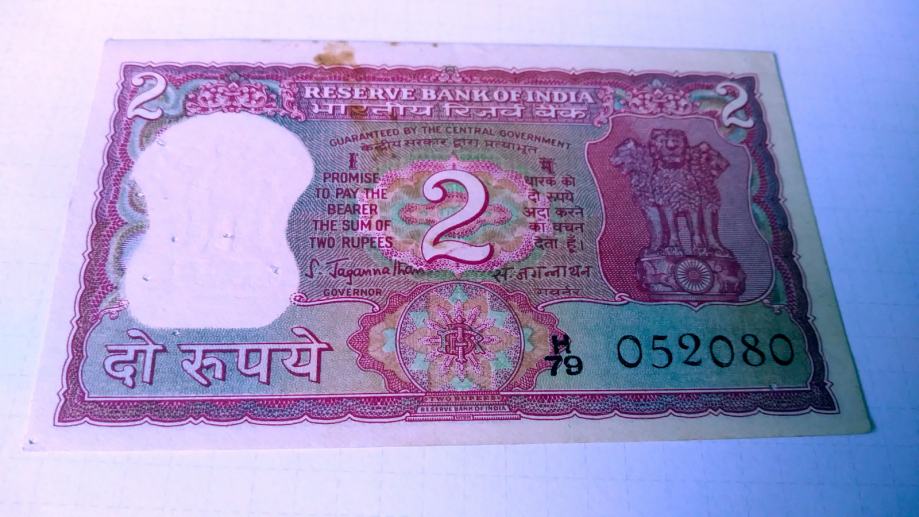 2 2
RESERVE BANK OF INDIA
भारतीय रिज़र्व बैंक
GUARANTEED BY THE CENTRAL GOVERNMENT
केन्द्रीय सरकार द्वारा प्रत्याभूत
I
PROMISE
TO PAY THE
BEARER
THE SUM OF
TWO RUPEES
2
मैं
धारक को
दो रुपये
अदा करने
का वचन
देता हूँ।
S. Jagannathan
एस. जगन्नाथन
GOVERNOR
गवर्नर
दो रुपये
H
79 052080
TWO RUPEES
RESERVE BANK OF INDIA